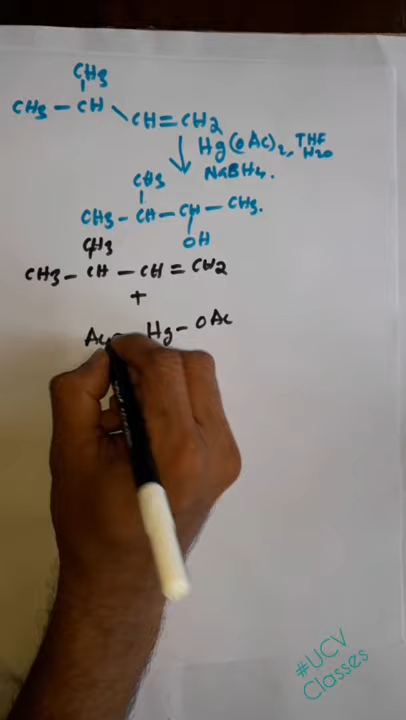 CH3
CH3 - CH
CH=CH2
Hg(OAc)2, THF
H2O
NaBH4.
CH3
CH3 - CH - CH - CH3.
OH
CH3
CH3 - CH - CH = CH2
+
Hg - OAc
#UCV
Classes